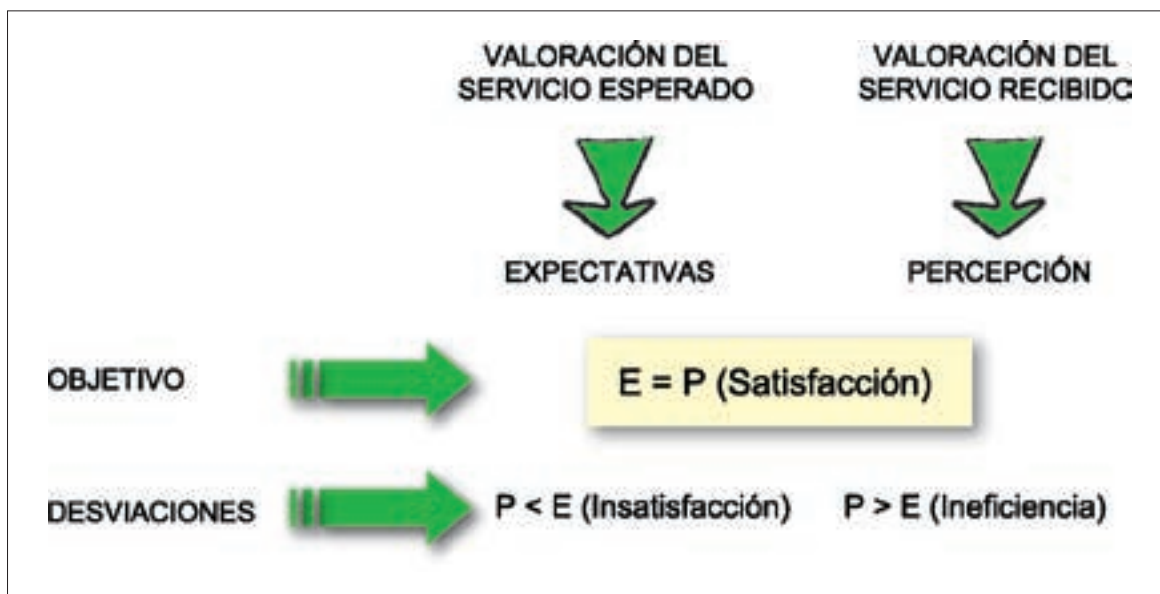 VALORACIÓN DEL
SERVICIO ESPERADO
VALORACIÓN DEL
SERVICIO RECIBIDC
EXPECTATIVAS
PERCEPCIÓN
OBJETIVO
E = P (Satisfacción)
DESVIACIONES
P < E (Insatisfacción)
P > E (Ineficiencia)